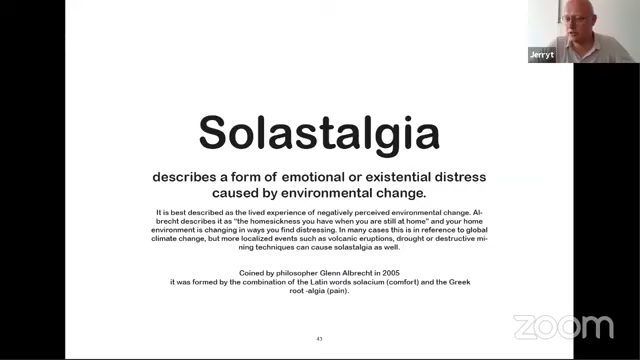 Jerryt
Solastalgia
describes a form of emotional or existential distress
caused by environmental change.
It is best described as the lived experience of negatively perceived environmental change. Al-
brecht describes it as “the homesickness you have when you are still at home” and your home
environment is changing in ways you find distressing. In many cases this is in reference to global
climate change, but more localized events such as volcanic eruptions, drought or destructive mi-
ning techniques can cause solastalgia as well.
Coined by philosopher Glenn Albrecht in 2005
it was formed by the combination of the Latin words solacium (comfort) and the Greek
root -algia (pain).
43
zoom